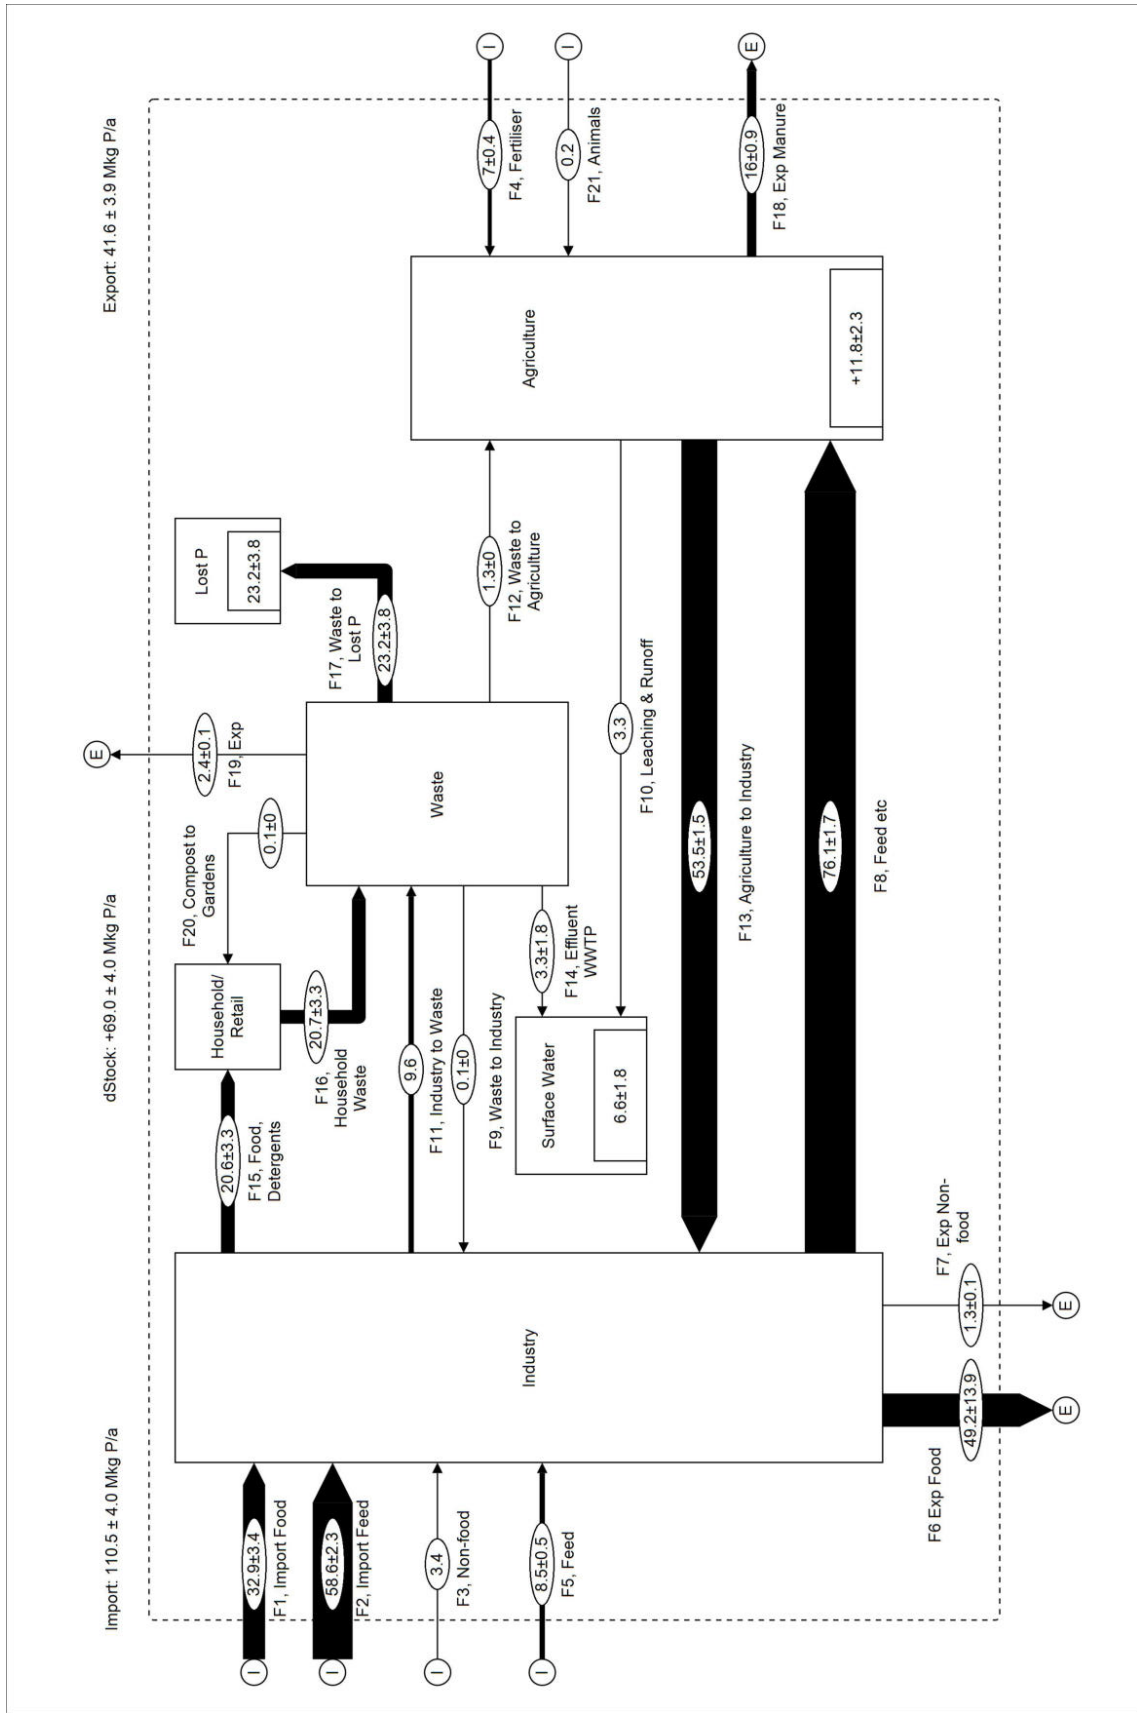 Import: 110.5 ± 4.0 Mkg P/a
dStock: +69.0 ± 4.0 Mkg P/a
Export: 41.6 ± 3.9 Mkg P/a
I
32.9±3.4
F1, Import Food
I
58.6±2.3
F2, Import Feed
I
3.4
F3, Non-food
I
8.5±0.5
F5, Feed
Industry
49.2±13.9
F6 Exp Food
E
1.3±0.1
F7, Exp Non-
food
E
20.6±3.3
F15, Food,
Detergents
Household/
Retail
20.7±3.3
F16,
Household
Waste
F20, Compost to
Gardens
0.1±0
9.6
F11, Industry to Waste
0.1±0
F9, Waste to Industry
Surface Water
6.6±1.8
3.3±1.8
F14, Effluent
WWTP
Waste
E
2.4±0.1
F19, Exp
F17, Waste to
Lost P
23.2±3.8
Lost P
23.2±3.8
1.3±0
F12, Waste to
Agriculture
3.3
F10, Leaching & Runoff
53.5±1.5
F13, Agriculture to Industry
76.1±1.7
F8, Feed etc
Agriculture
+11.8±2.3
I
7±0.4
F4, Fertiliser
I
0.2
F21, Animals
E
16±0.9
F18, Exp Manure